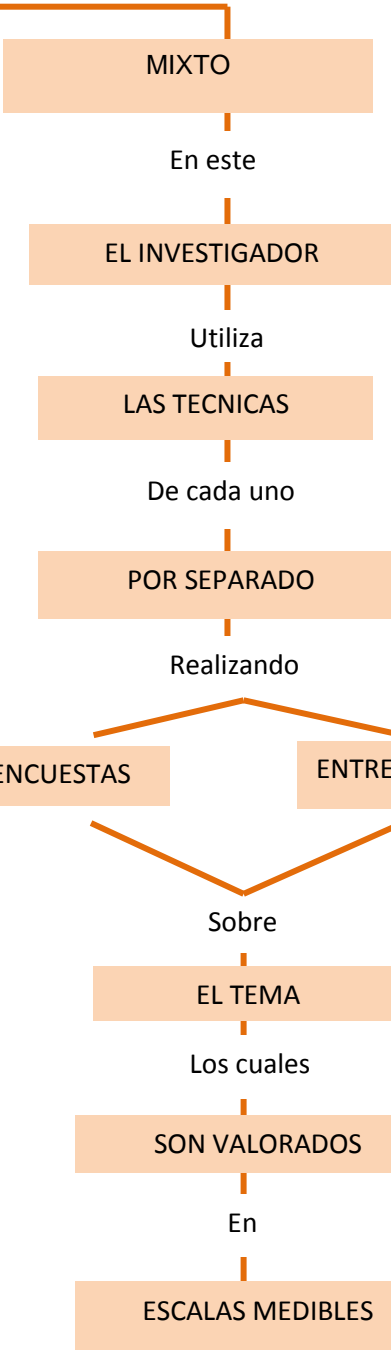 MIXTO
En este
EL INVESTIGADOR
Utiliza
LAS TECNICAS
De cada uno
POR SEPARADO
Realizando
ENCUESTAS
ENTRE
Sobre
EL TEMA
Los cuales
SON VALORADOS
En
ESCALAS MEDIBLES